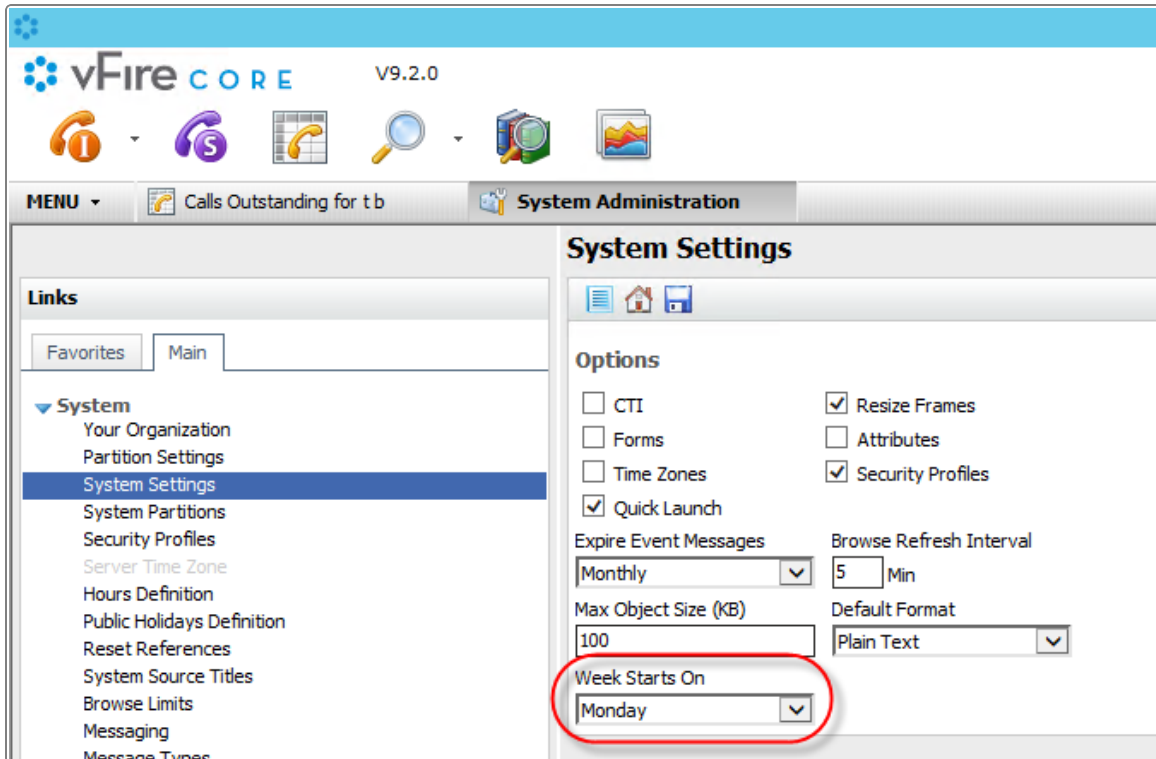 vFire CORE V9.2.0
I S
MENU Calls Outstanding for t b System Administration
System Settings
Links
Favorites Main
System
Your Organization
Partition Settings
System Settings
System Partitions
Security Profiles
Server Time Zone
Hours Definition
Public Holidays Definition
Reset References
System Source Titles
Browse Limits
Messaging
Message Types
Options
CTI Resize Frames
Forms Attributes
Time Zones Security Profiles
Quick Launch
Expire Event Messages Browse Refresh Interval
Monthly 5 Min
Max Object Size (KB) Default Format
100 Plain Text
Week Starts On
Monday